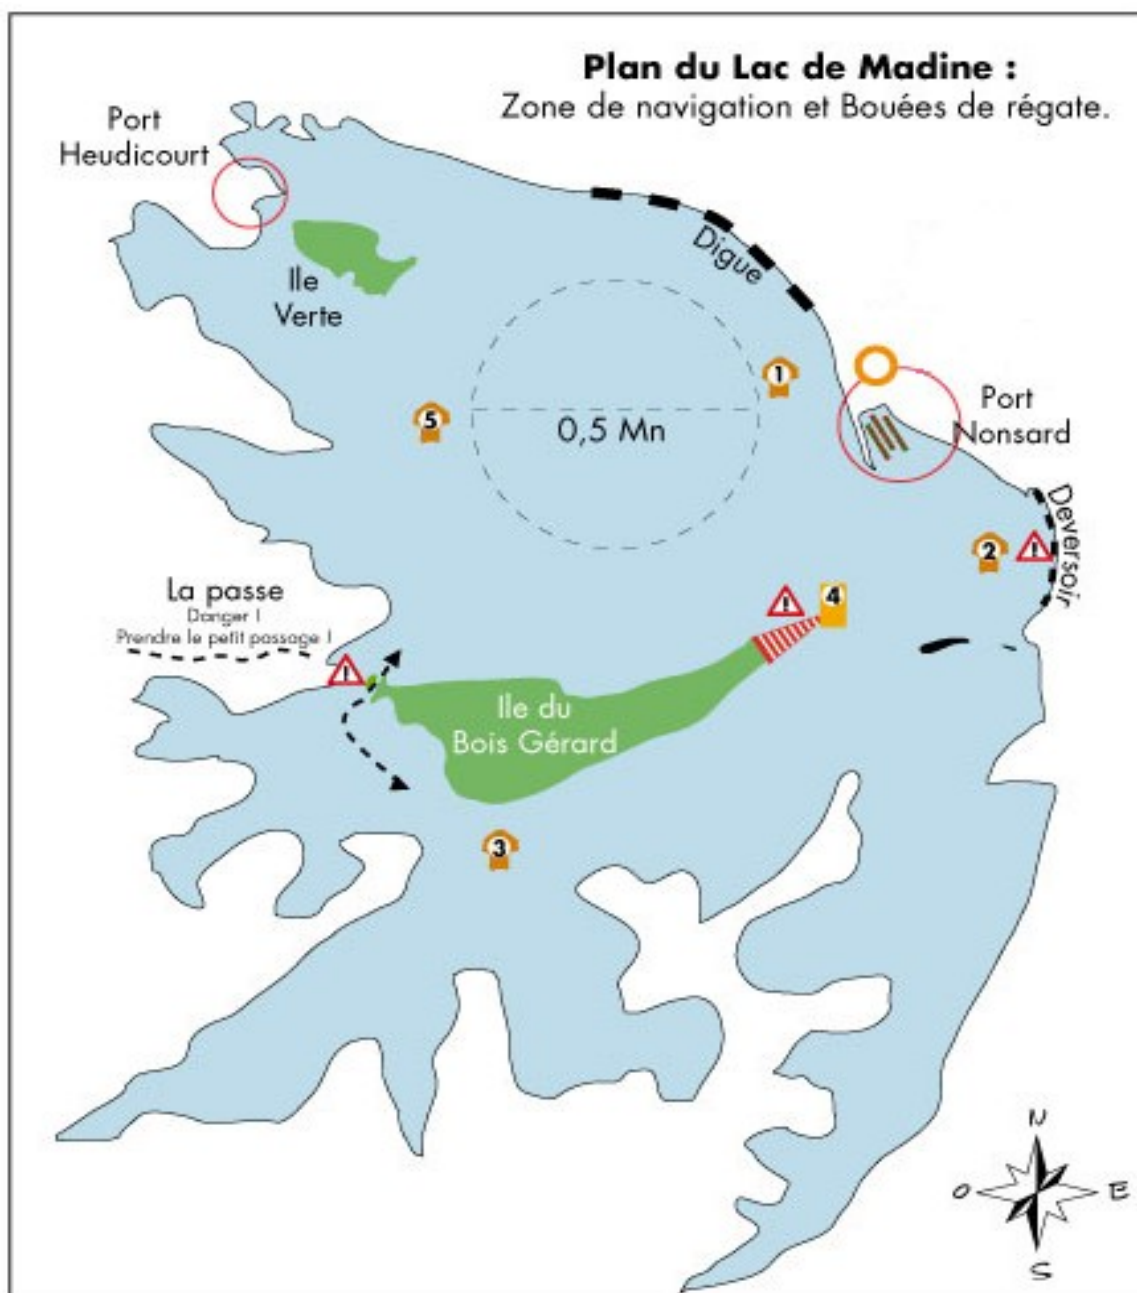 Plan du Lac de Madine :
Zone de navigation et Bouées de régate.
Port
Heudicourt
Digue
Ile
Verte
1
5
0,5 Mn
Port
Nonsard
Deversoir
2
!
La passe
Danger !
Prendre le petit passage !
!
4
!
Ile du
Bois Gérard
3
N
O
E
S